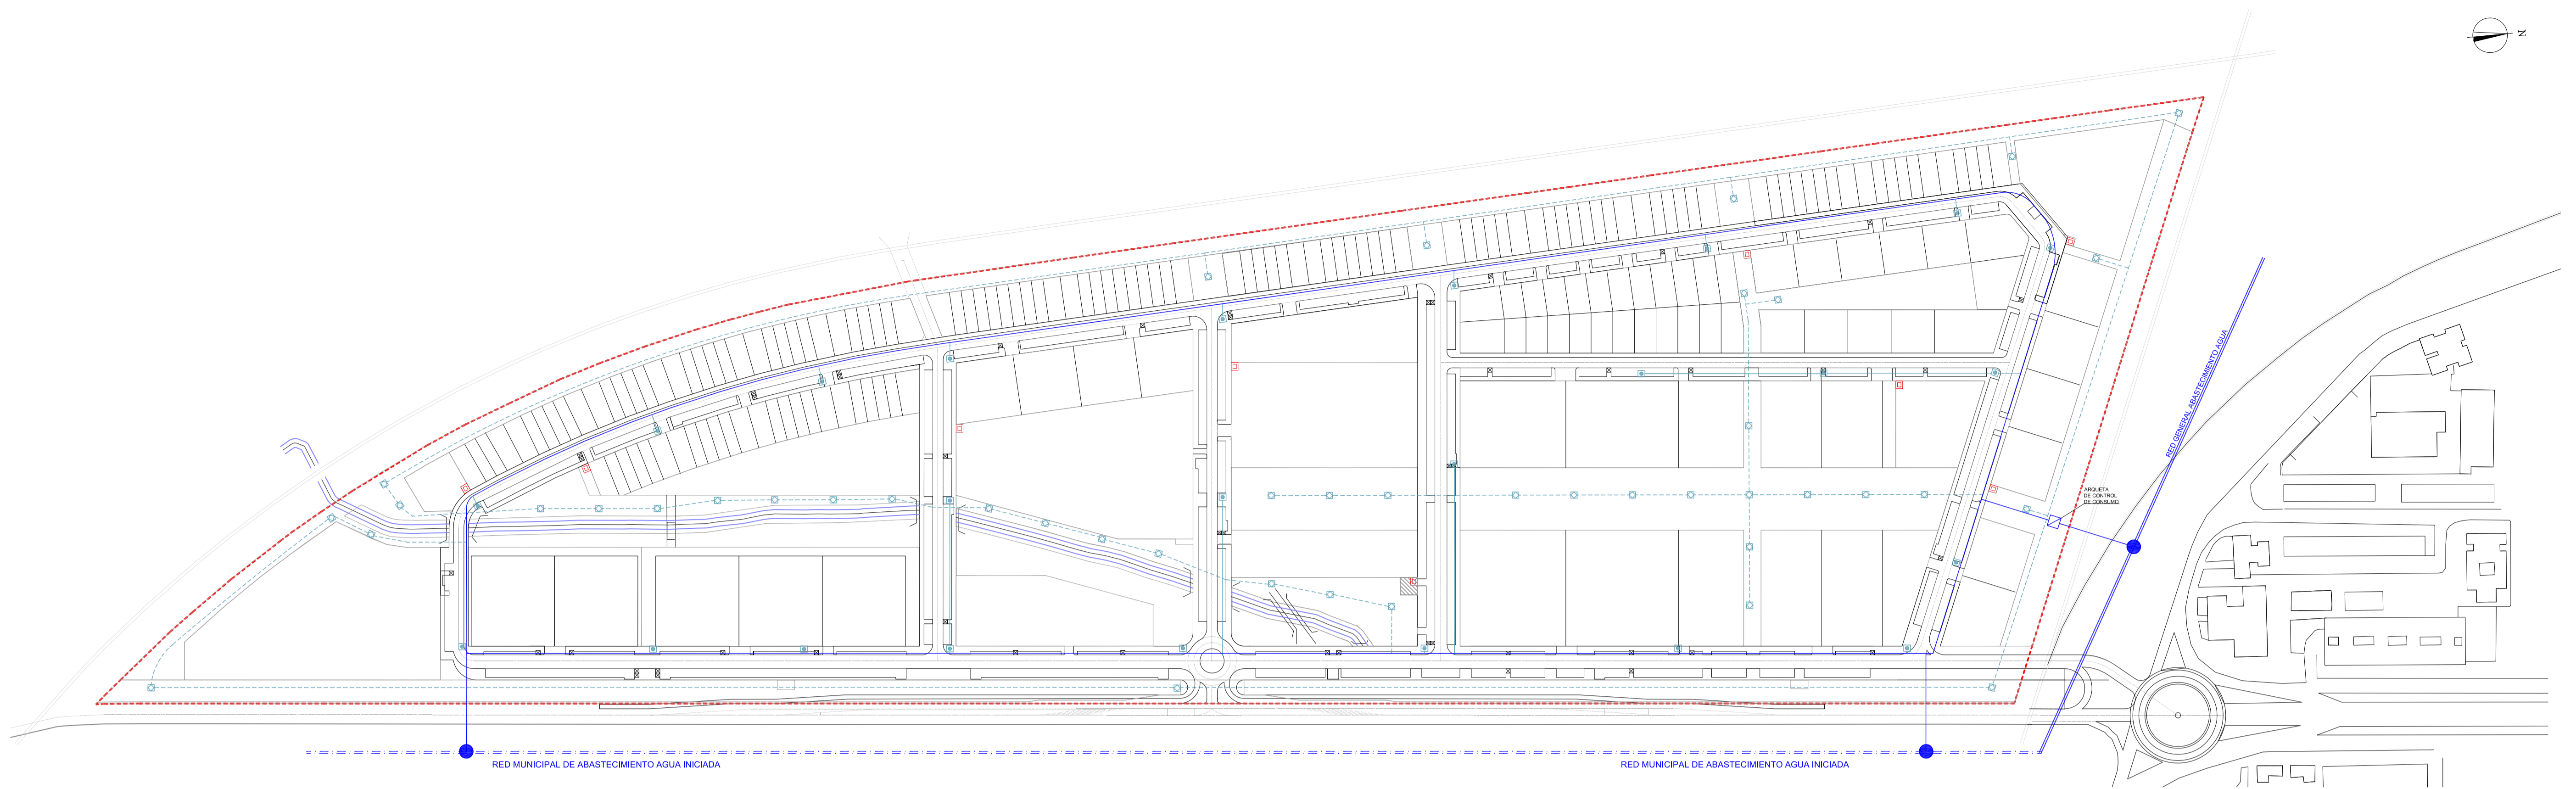 N
RED GENERAL ABASTECIMIENTO AGUA
ARQUETA
DE CONTROL
DE CONSUMO
RED MUNICIPAL DE ABASTECIMIENTO AGUA INICIADA
RED MUNICIPAL DE ABASTECIMIENTO AGUA INICIADA